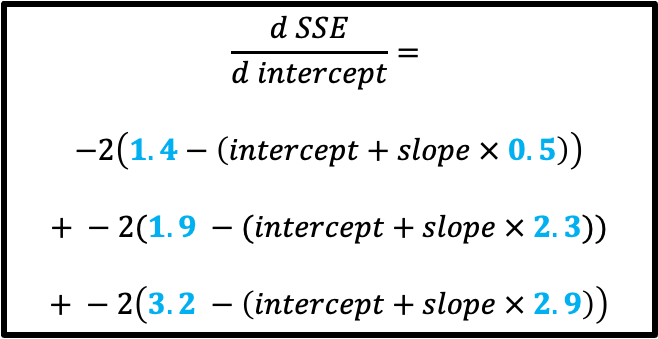 d SSE
d intercept
=
−2(1.4 − (intercept + slope × 0.5))
+ − 2(1.9 − (intercept + slope × 2.3))
+ − 2(3.2 − (intercept + slope × 2.9))